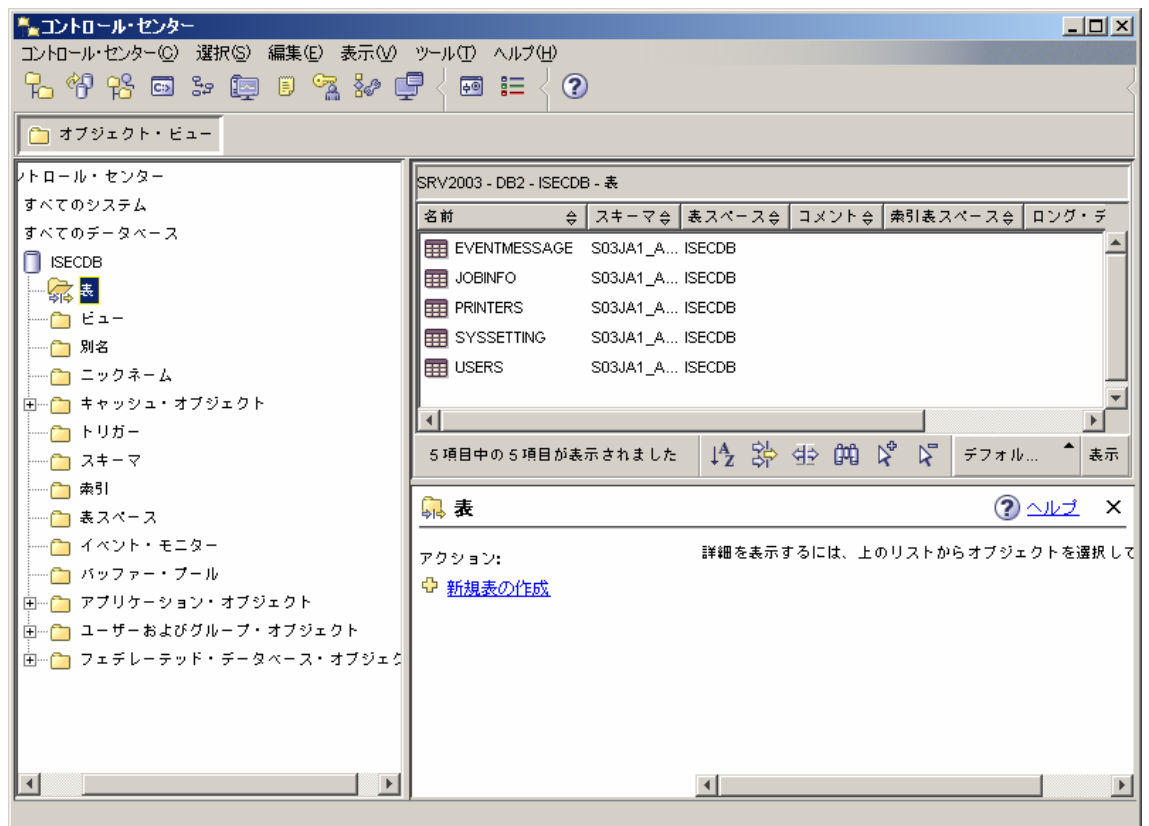 コントロール・センター
コントロール・センター(C) 選択(S) 編集(E) 表示(V) ツール(T) ヘルプ(H)
オブジェクト・ビュー
ントロール・センター
すべてのシステム
すべてのデータベース
ISECDB
表
ビュー
別名
ニックネーム
キャッシュ・オブジェクト
トリガー
スキーマ
索引
表スペース
イベント・モニター
バッファー・プール
アプリケーション・オブジェクト
ユーザーおよびグループ・オブジェクト
フェデレーテッド・データベース・オブジェク
SRV2003 - DB2 - ISECDB - 表
名前 スキーマ 表スペース コメント 索引表スペース ロング・デ
EVENTMESSAGE S03JA1_A... ISECDB
JOBINFO S03JA1_A... ISECDB
PRINTERS S03JA1_A... ISECDB
SYSSETTING S03JA1_A... ISECDB
USERS S03JA1_A... ISECDB
5項目中の5項目が表示されました デフォル... 表示
表 ヘルプ
アクション: 詳細を表示するには、上のリストからオブジェクトを選択して
新規表の作成